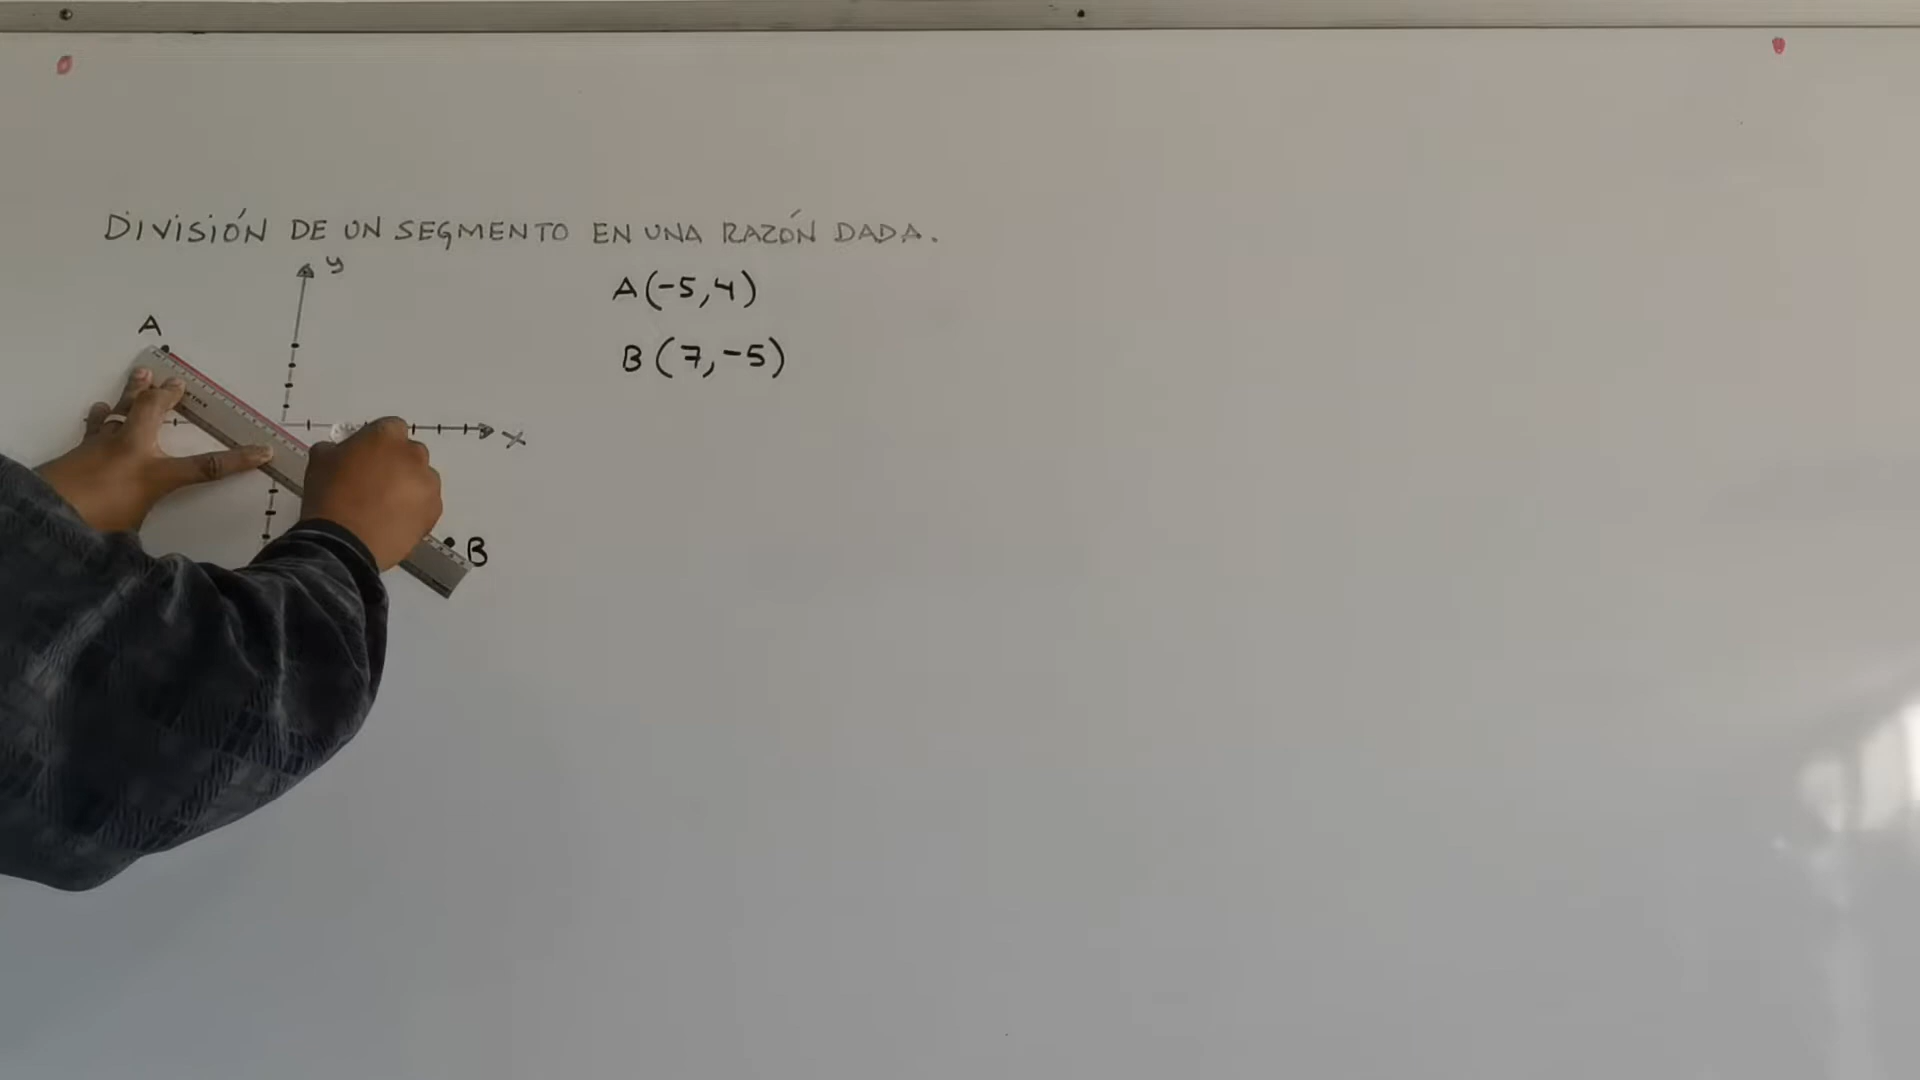 DIVISIÓN DE UN SEGMENTO EN UNA RAZÓN DADA.
y
A(-5,4)
A
B(7,-5)
x
B